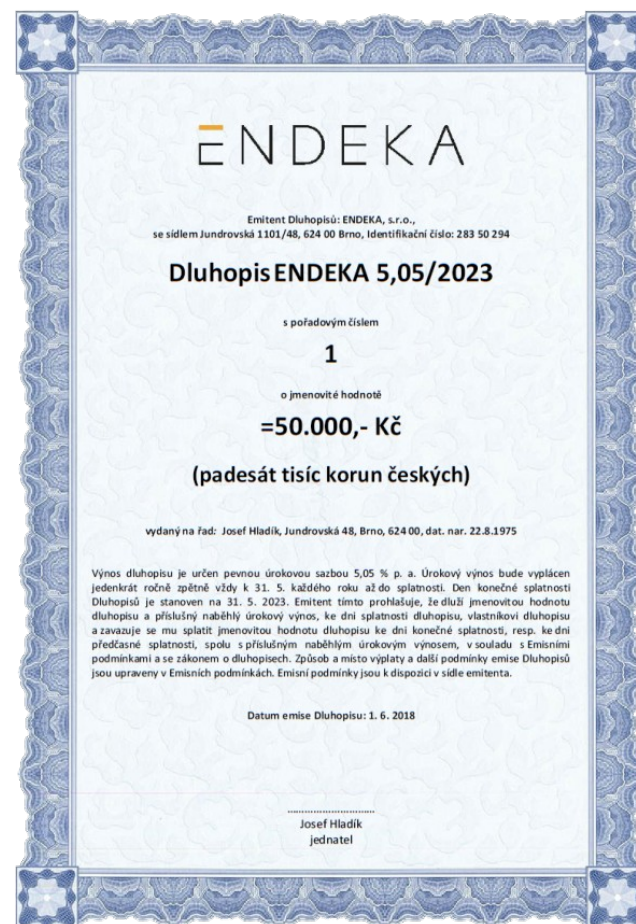 ENDEKA
Emitent Dluhopisů: ENDEKA, s.r.o.,
se sídlem Jundrovská 1101/48, 624 00 Brno, Identifikační číslo: 283 50 294
Dluhopis ENDEKA 5,05/2023
s pořadovým číslem
1
o jmenovité hodnotě
=50.000,- Kč
(padesát tisíc korun českých)
vydaný na řad: Josef Hladík, Jundrovská 48, Brno, 624 00, dat. nar. 22.8.1975
Výnos dluhopisu je určen pevnou úrokovou sazbou 5,05 % p. a. Úrokový výnos bude vyplácen
jedenkrát ročně zpětně vždy k 31. 5. každého roku až do splatnosti. Den konečné splatnosti
Dluhopisů je stanoven na 31. 5. 2023. Emitent tímto prohlašuje, že dluží jmenovitou hodnotu
dluhopisu a příslušný naběhlý úrokový výnos, ke dni splatnosti dluhopisu, vlastníkovi dluhopisu
a zavazuje se mu splatit jmenovitou hodnotu dluhopisu ke dni konečné splatnosti, resp. ke dni
předčasné splatnosti, spolu s příslušným naběhlým úrokovým výnosem, v souladu s Emisními
podmínkami a se zákonem o dluhopisech. Způsob a místo výplaty a další podmínky emise Dluhopisů
jsou upraveny v Emisních podmínkách. Emisní podmínky jsou k dispozici v sídle emitenta.
Datum emise Dluhopisu: 1. 6. 2018
................................
Josef Hladík
jednatel